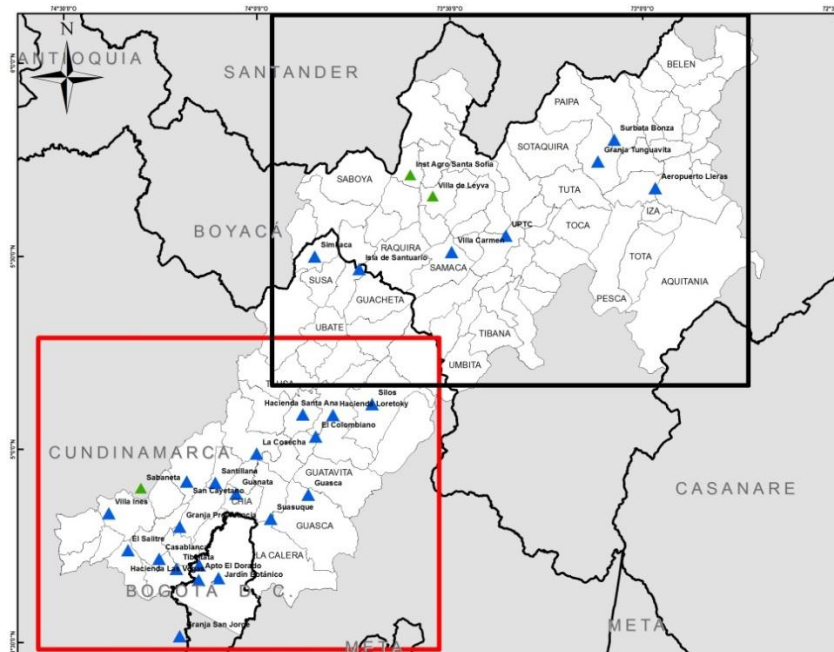 74°30'0"W 74°0'0"W 73°30'0"W 73°0'0"W
ANTIOQUIA
SANTANDER
BELEN
PAIPA
Surbata Bonza
SOTAQUIRA
Granja Tunguavita
Inst Agro Santa Sofia
Aeropuerto Lleras
SABOYA
TUTA
Villa de Leyva
IZA
BOYACÁ
UPTC
TOCA
RAQUIRA
Villa Carmen
Simijaca
Isla de Santuario
SAMACA
TOTA
SUSA
AQUITANIA
GUACHETA
PESCA
UBATE
TIBANA
UMBITA
Silos
Hacienda Santa Ana
Hacienda Loretoky
El Colombiano
La Cosecha
CUNDINAMARCA
Sabaneta
Santillana
GUATAVITA
San Cayetano
Guanata
Guasca
CASANARE
CHIA
Villa Ines
Suasuque
Granja Providencia
GUASCA
El Salitre
Casablanca
LA CALERA
Tibaitata
Apto El Dorado
Hacienda Las Vegas
Jardin Botánico
BOGOTÁ D. C.
Granja San Jorge
META
META